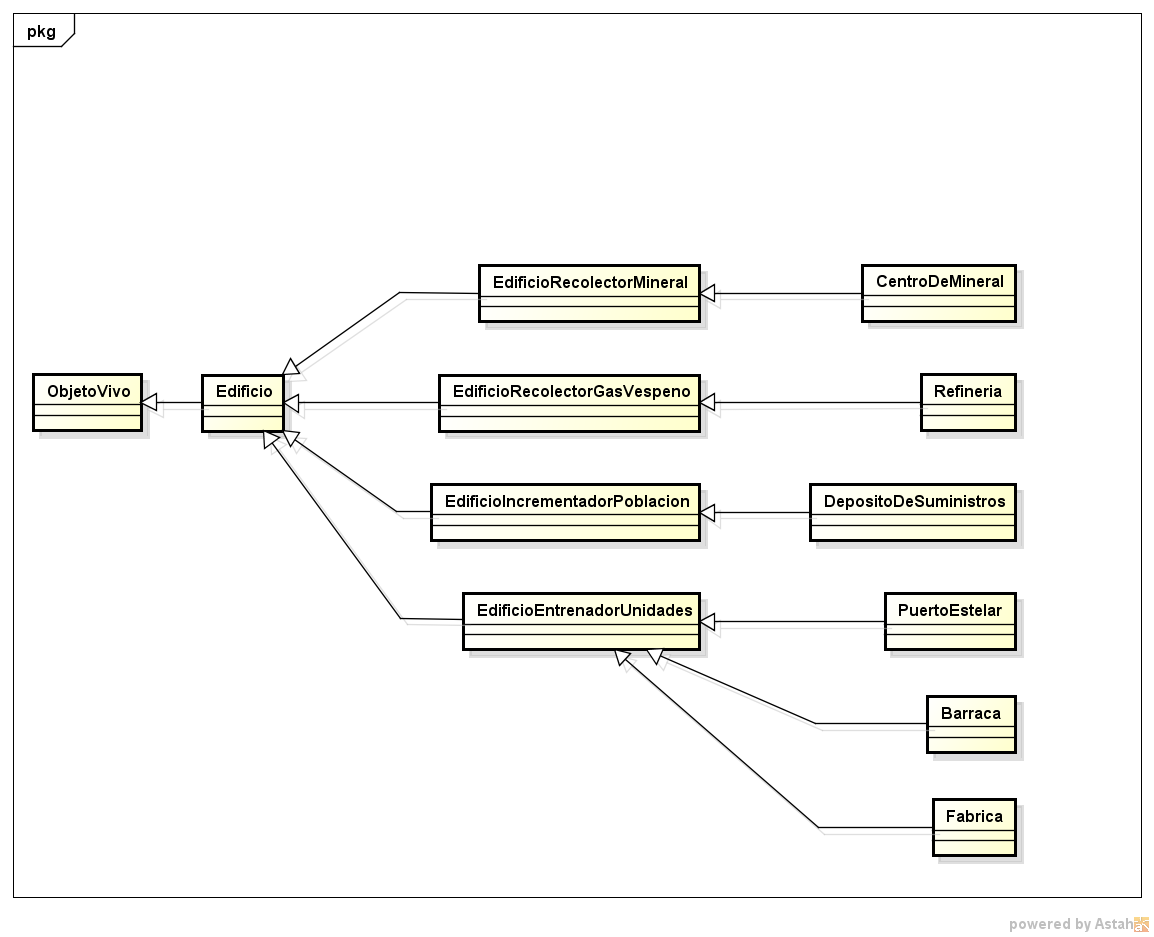 pkg
EdificioRecolectorMineral
CentroDeMineral
ObjetoVivo
Edificio
EdificioRecolectorGasVespeno
Refineria
EdificioIncrementadorPoblacion
DepositoDeSuministros
EdificioEntrenadorUnidades
PuertoEstelar
Barraca
Fabrica
powered by Astah